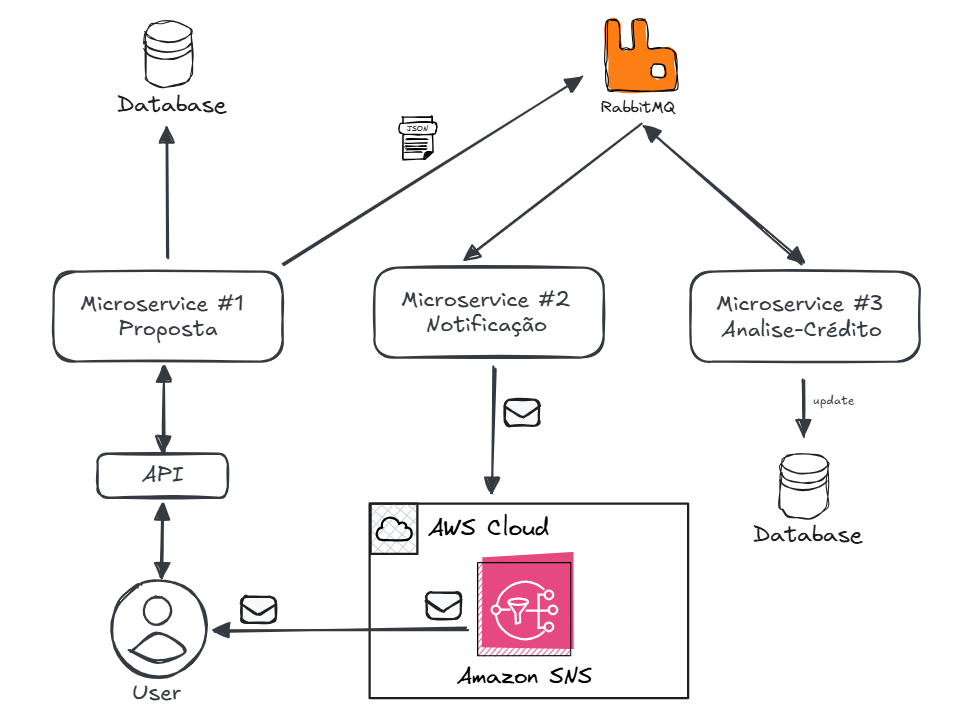 Database
RabbitMQ
JSON
Microservice #1
Proposta
Microservice #2
Notificação
Microservice #3
Analise-Crédito
update
API
AWS Cloud
Database
Amazon SNS
User